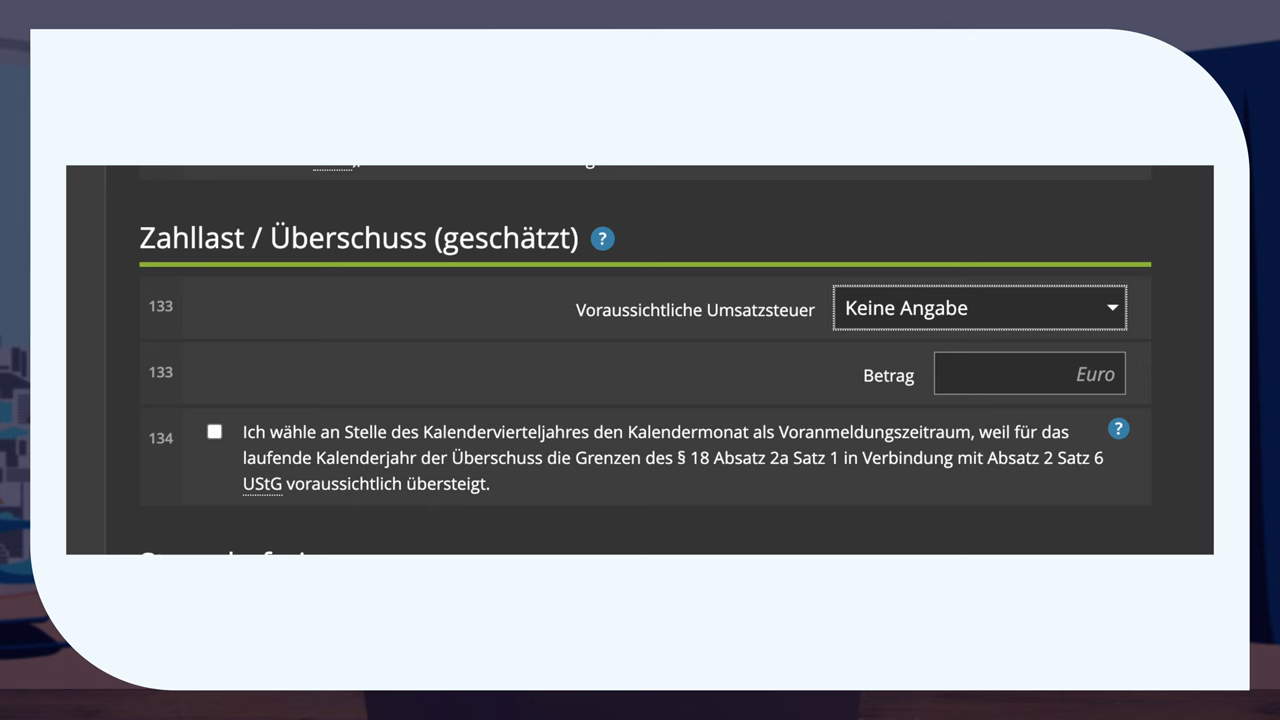 Zahllast / Überschuss (geschätzt) ?
133 Voraussichtliche Umsatzsteuer Keine Angabe
133 Betrag Euro
134 Ich wähle an Stelle des Kalendervierteljahres den Kalendermonat als Voranmeldungszeitraum, weil für das ?
laufende Kalenderjahr der Überschuss die Grenzen des § 18 Absatz 2a Satz 1 in Verbindung mit Absatz 2 Satz 6
UStG voraussichtlich übersteigt.